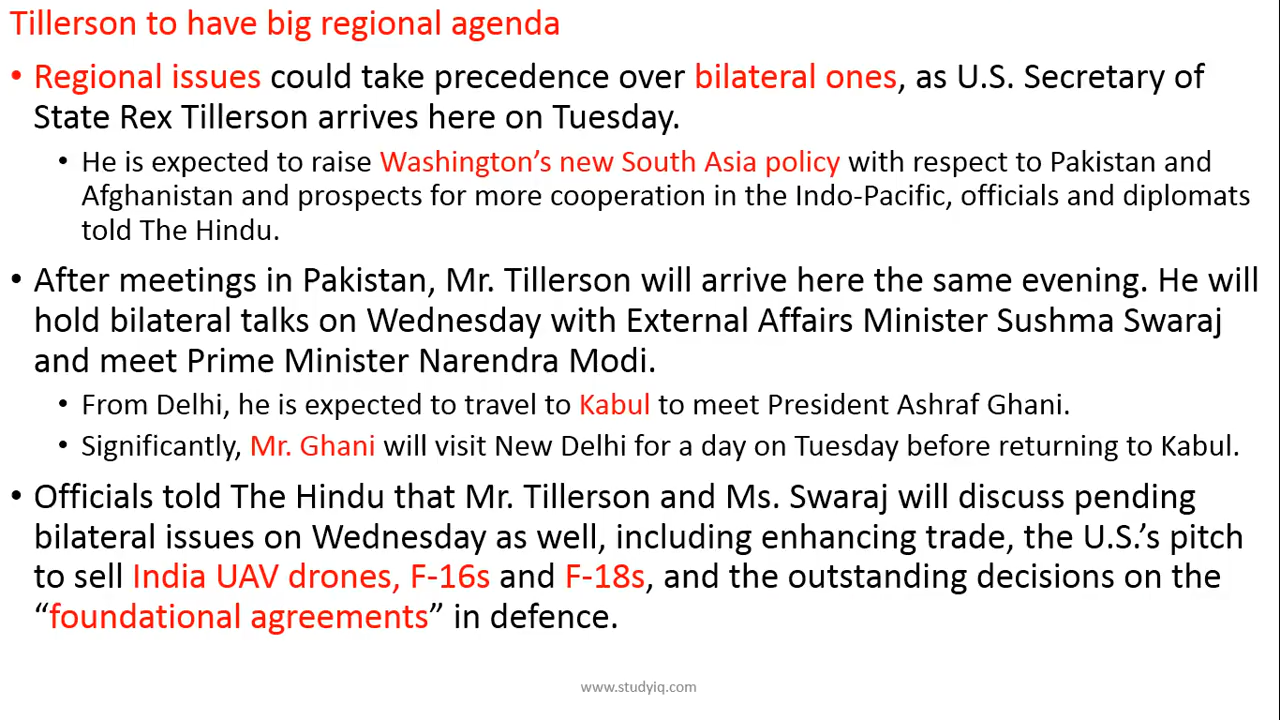 Tillerson to have big regional agenda
• Regional issues could take precedence over bilateral ones, as U.S. Secretary of
State Rex Tillerson arrives here on Tuesday.
• He is expected to raise Washington’s new South Asia policy with respect to Pakistan and
Afghanistan and prospects for more cooperation in the Indo-Pacific, officials and diplomats
told The Hindu.
• After meetings in Pakistan, Mr. Tillerson will arrive here the same evening. He will
hold bilateral talks on Wednesday with External Affairs Minister Sushma Swaraj
and meet Prime Minister Narendra Modi.
• From Delhi, he is expected to travel to Kabul to meet President Ashraf Ghani.
• Significantly, Mr. Ghani will visit New Delhi for a day on Tuesday before returning to Kabul.
• Officials told The Hindu that Mr. Tillerson and Ms. Swaraj will discuss pending
bilateral issues on Wednesday as well, including enhancing trade, the U.S.’s pitch
to sell India UAV drones, F-16s and F-18s, and the outstanding decisions on the
“foundational agreements” in defence.
www.studyiq.com